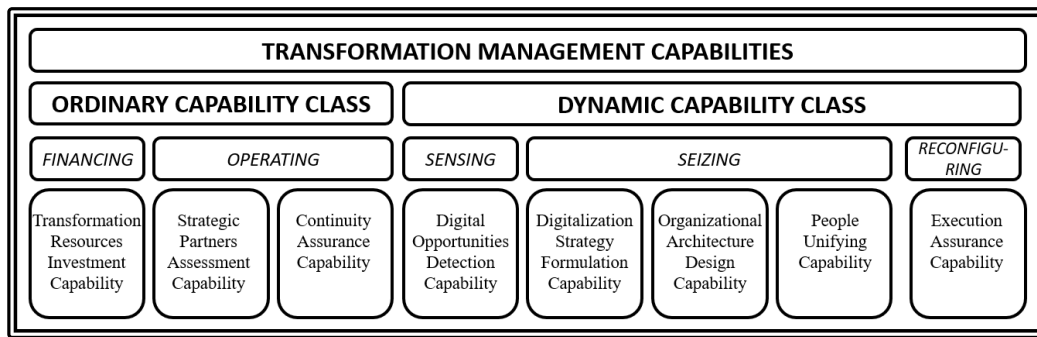 TRANSFORMATION MANAGEMENT CAPABILITIES
ORDINARY CAPABILITY CLASS
DYNAMIC CAPABILITY CLASS
FINANCING
OPERATING
SENSING
SEIZING
RECONFIGU-
RING
Transformation
Resources
Investment
Capability
Strategic
Partners
Assessment
Capability
Continuity
Assurance
Capability
Digital
Opportunities
Detection
Capability
Digitalization
Strategy
Formulation
Capability
Organizational
Architecture
Design
Capability
People
Unifying
Capability
Execution
Assurance
Capability